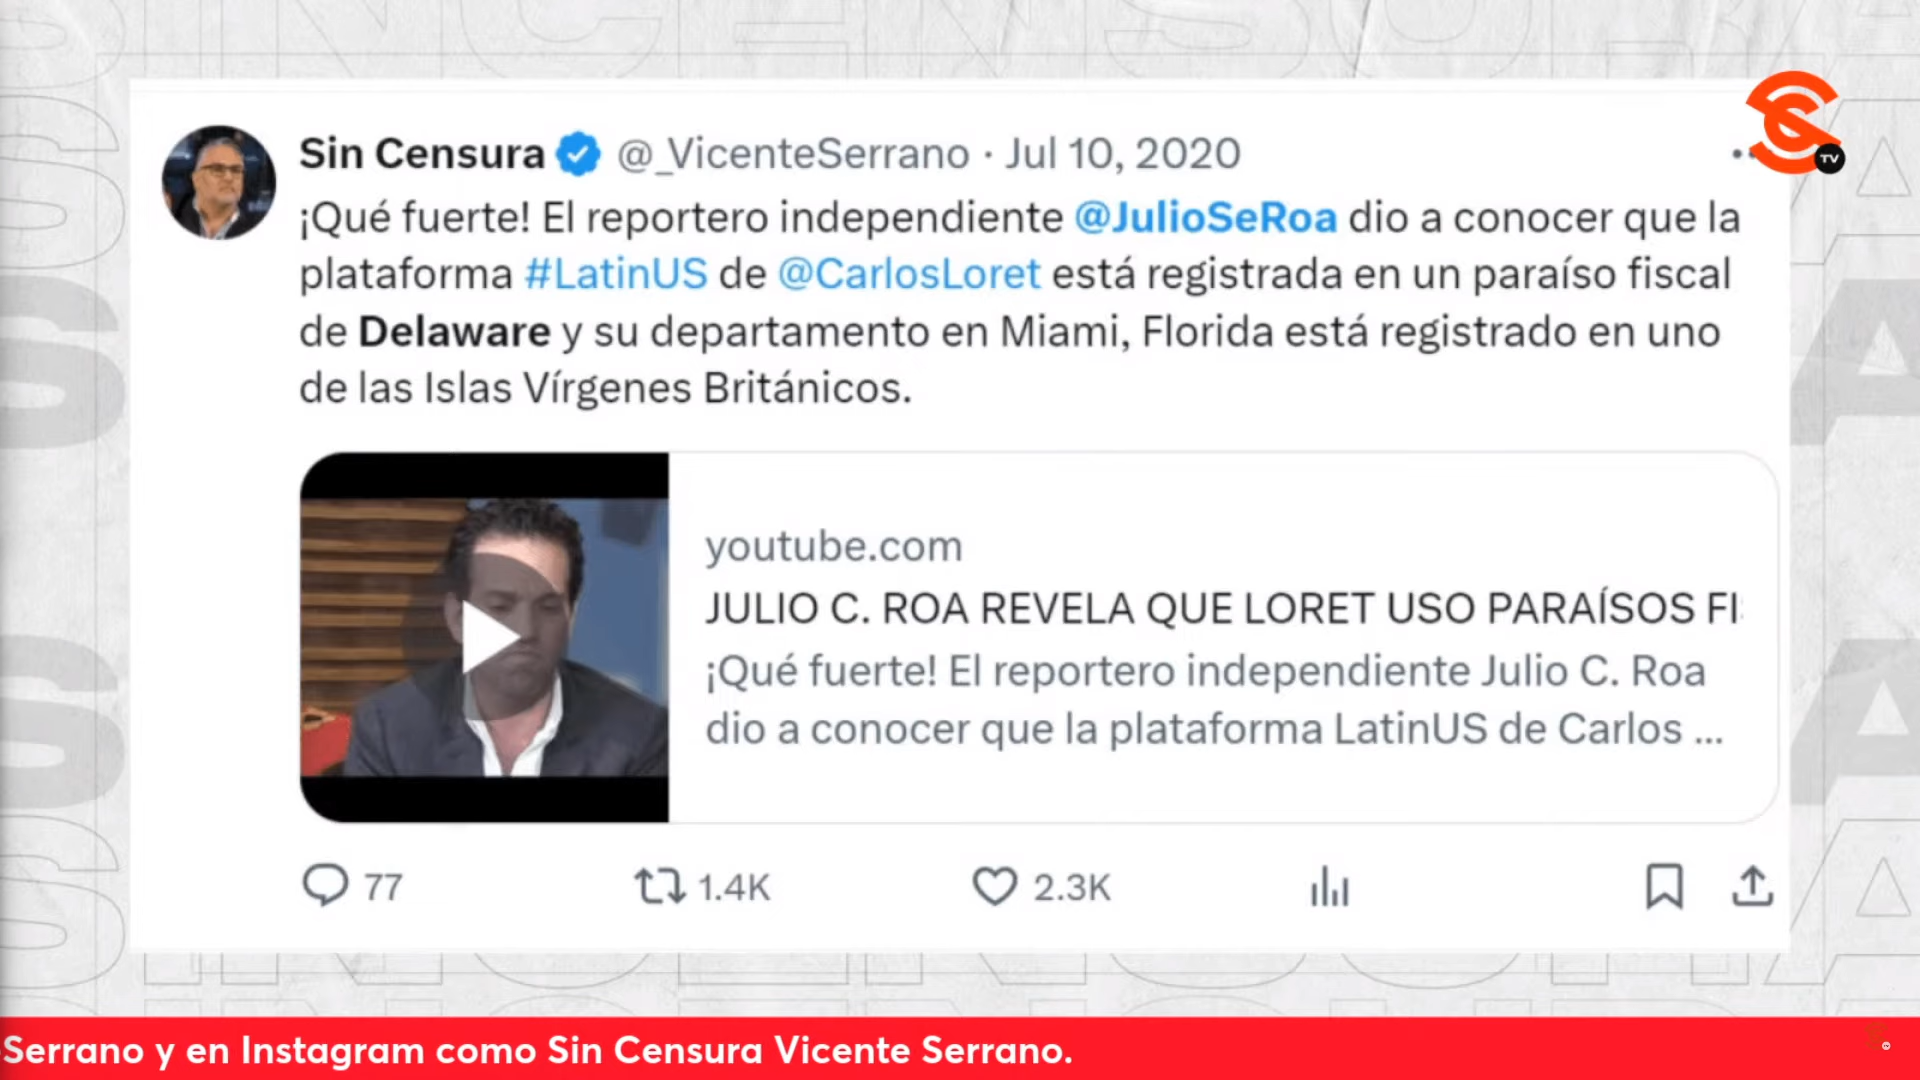 SINCENSURA
TV
Sin Censura @_VicenteSerrano · Jul 10, 2020
¡Qué fuerte! El reportero independiente @JulioSeRoa dio a conocer que la
plataforma #LatinUS de @CarlosLoret está registrada en un paraíso fiscal
de Delaware y su departamento en Miami, Florida está registrado en uno
de las Islas Vírgenes Británicos.
youtube.com
JULIO C. ROA REVELA QUE LORET USO PARAÍSOS FI
¡Qué fuerte! El reportero independiente Julio C. Roa
dio a conocer que la plataforma LatinUS de Carlos ...
77 1.4K 2.3K
Serrano y en Instagram como Sin Censura Vicente Serrano.